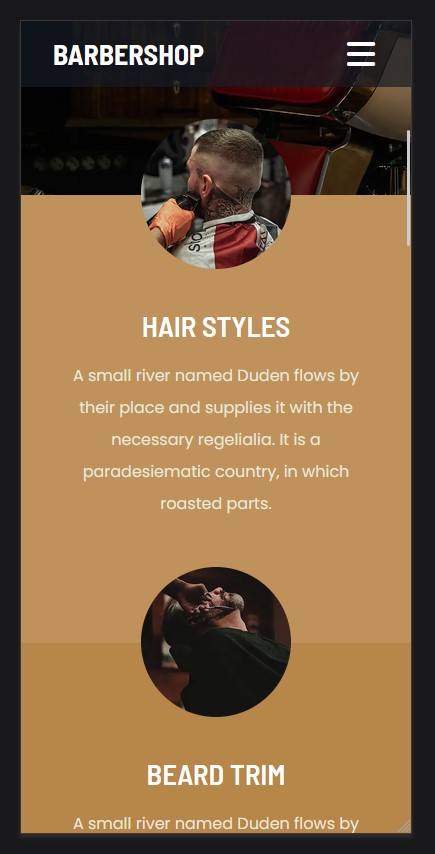 BARBERSHOP
HAIR STYLES
A small river named Duden flows by
their place and supplies it with the
necessary regelialia. It is a
paradesiematic country, in which
roasted parts.
BEARD TRIM
A small river named Duden flows by